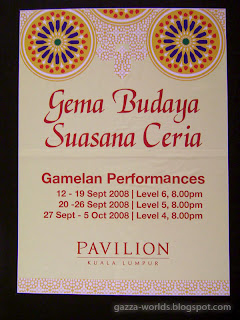 Gema Budaya
Suasana Ceria
Gamelan Performances
12 - 19 Sept 2008 | Level 6, 8.00pm
20 - 26 Sept 2008 | Level 5, 8.00pm
27 Sept - 5 Oct 2008 | Level 4, 8.00pm
PAVILION
KUALA LUMPUR
gazza-worlds.blogspot.com